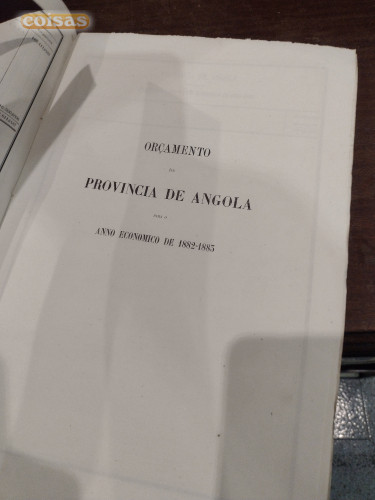 coisas
ORÇAMENTO
DA
PROVINCIA DE ANGOLA
PARA O
ANNO ECONOMICO DE 1882-1883